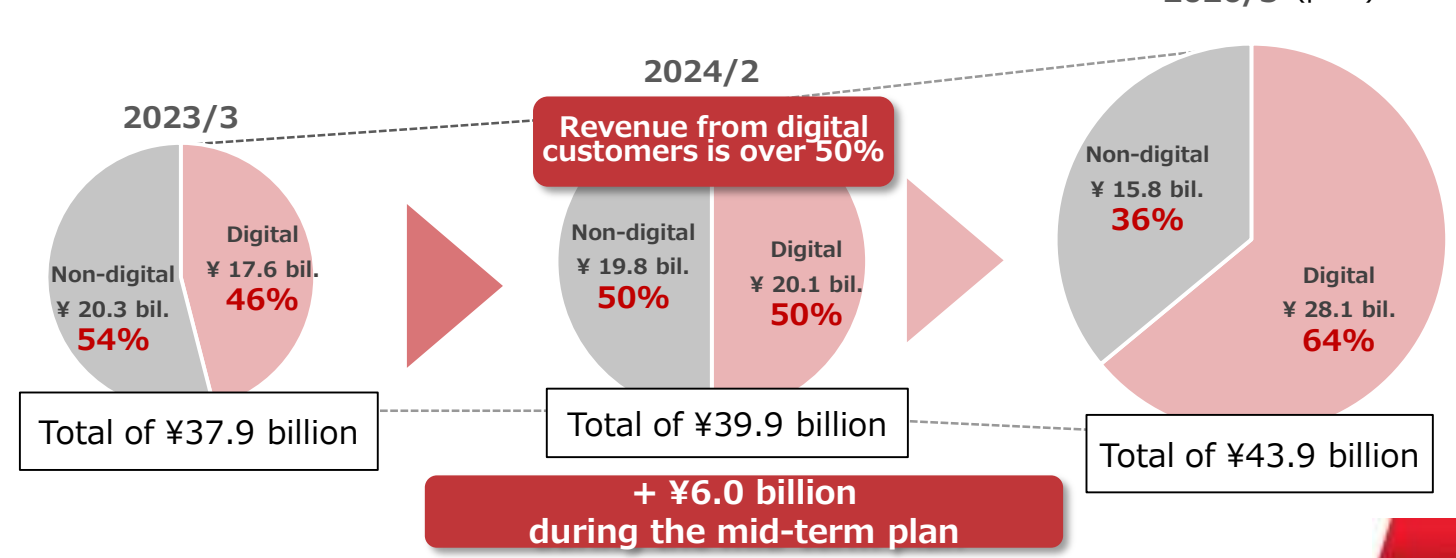 2023/3
Non-digital
¥ 20.3 bil.
54%
Digital
¥ 17.6 bil.
46%
Total of ¥37.9 billion
2024/2
Revenue from digital
customers is over 50%
Non-digital
¥ 19.8 bil.
50%
Digital
¥ 20.1 bil.
50%
Total of ¥39.9 billion
Non-digital
¥ 15.8 bil.
36%
Digital
¥ 28.1 bil.
64%
Total of ¥43.9 billion
+ ¥6.0 billion
during the mid-term plan